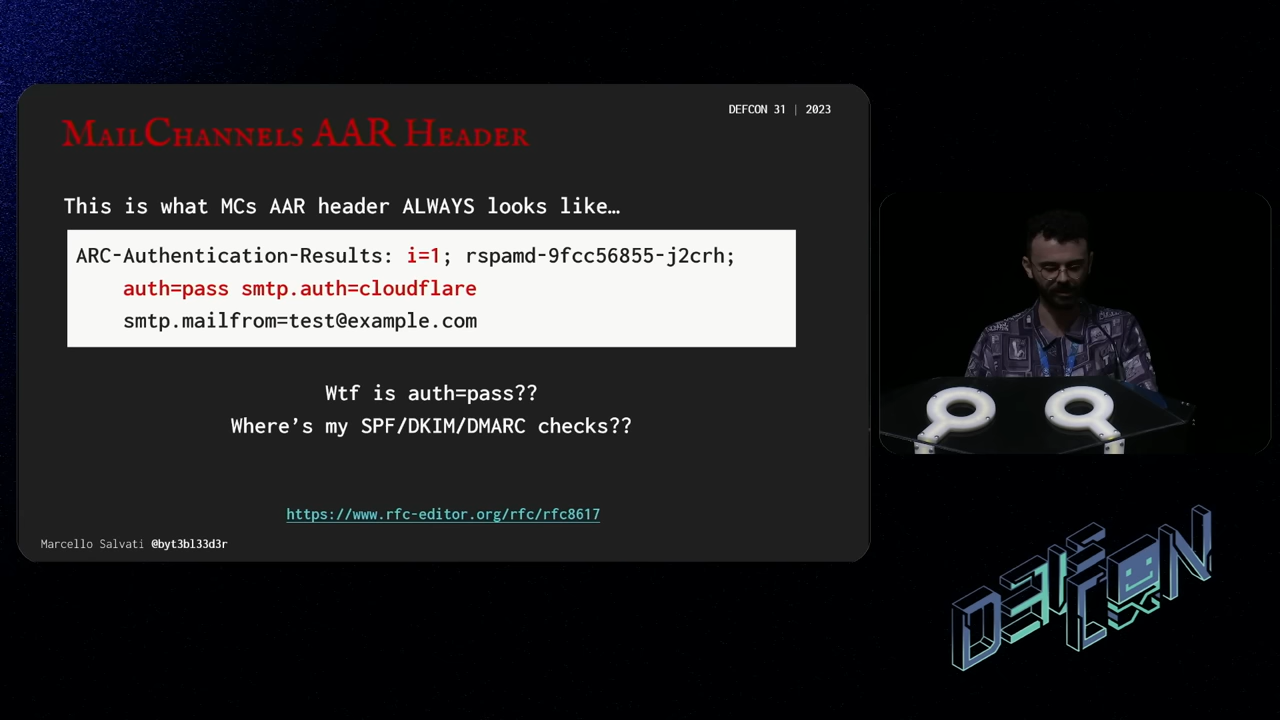 DEFCON 31 | 2023
MailChannels AAR Header
This is what MCs AAR header ALWAYS looks like…
ARC-Authentication-Results: i=1; rspamd-9fcc56855-j2crh;
auth=pass smtp.auth=cloudflare
smtp.mailfrom=test@example.com
Wtf is auth=pass??
Where’s my SPF/DKIM/DMARC checks??
https://www.rfc-editor.org/rfc/rfc8617
Marcello Salvati @byt3bl33d3r
DEF
CON